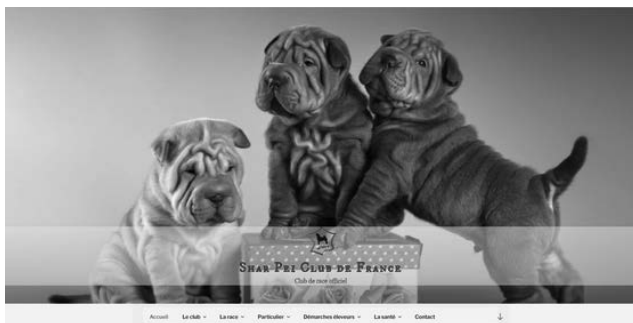 Shar Pei Club de France
Club de race officiel
Accueil Le club La race Particulier Démarches éleveurs La santé Contact